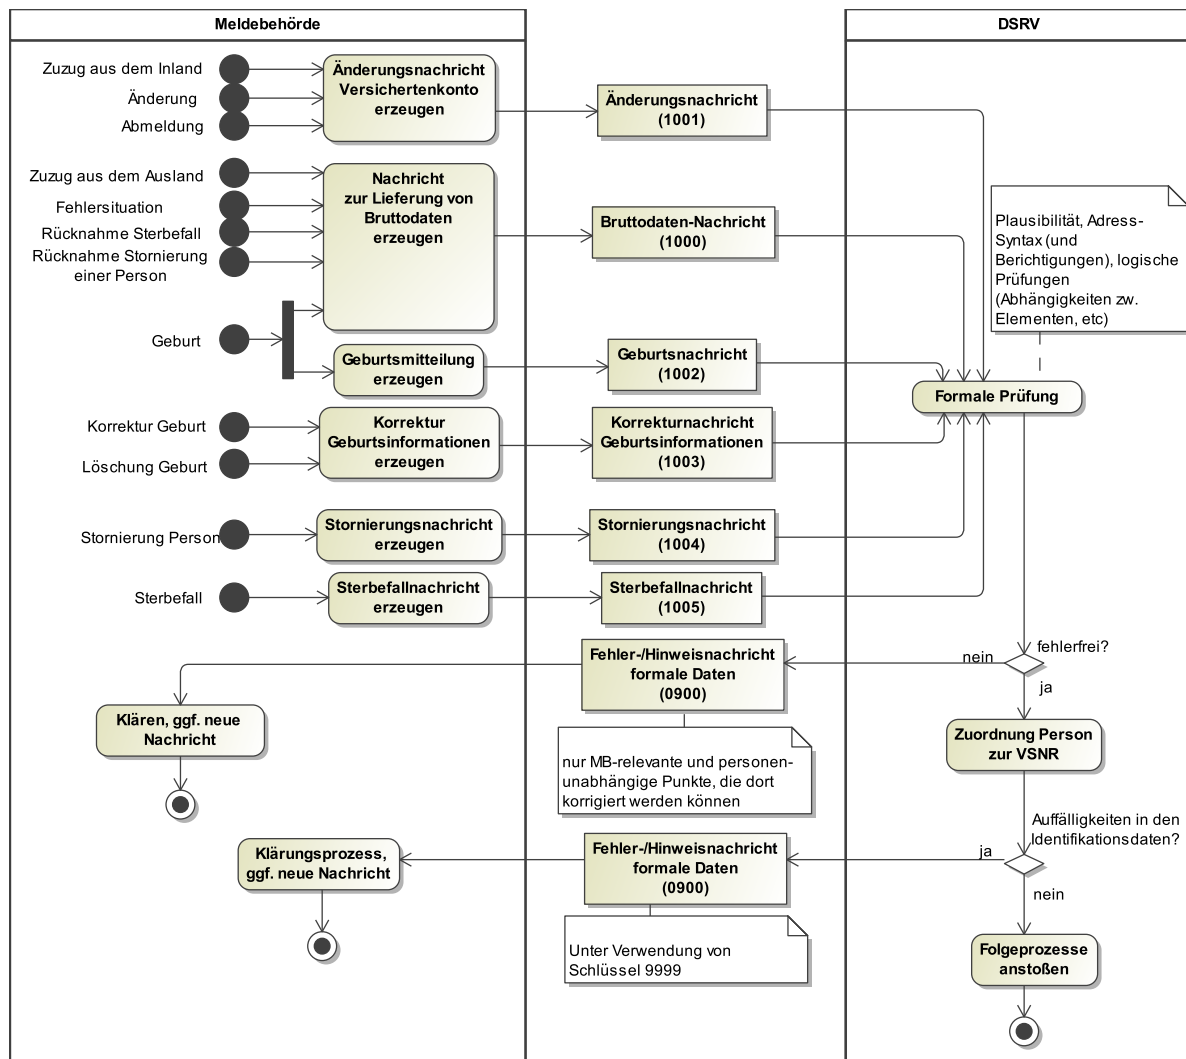 Meldebehörde
DSRV
Zuzug aus dem Inland
Änderung
Abmeldung
Änderungsnachricht
Versichertenkonto
erzeugen
Änderungsnachricht
(1001)
Zuzug aus dem Ausland
Fehlersituation
Rücknahme Sterbefall
Rücknahme Stornierung
einer Person
Nachricht
zur Lieferung von
Bruttodaten
erzeugen
Bruttodaten-Nachricht
(1000)
Plausibilität, Adress-
Syntax (und
Berichtigungen), logische
Prüfungen
(Abhängigkeiten zw.
Elementen, etc)
Geburt
Geburtsmitteilung
erzeugen
Geburtsnachricht
(1002)
Formale Prüfung
Korrektur Geburt
Löschung Geburt
Korrektur
Geburtsinformationen
erzeugen
Korrekturnachricht
Geburtsinformationen
(1003)
Stornierung Person
Stornierungsnachricht
erzeugen
Stornierungsnachricht
(1004)
Sterbefall
Sterbefallnachricht
erzeugen
Sterbefallnachricht
(1005)
fehlerfrei?
nein
ja
Fehler-/Hinweisnachricht
formale Daten
(0900)
Klären, ggf. neue
Nachricht
Zuordnung Person
zur VSNR
nur MB-relevante und personen-
unabhängige Punkte, die dort
korrigiert werden können
Auffälligkeiten in den
Identifikationsdaten?
ja
nein
Fehler-/Hinweisnachricht
formale Daten
(0900)
Klärungsprozess,
ggf. neue Nachricht
Unter Verwendung von
Schlüssel 9999
Folgeprozesse
anstoßen